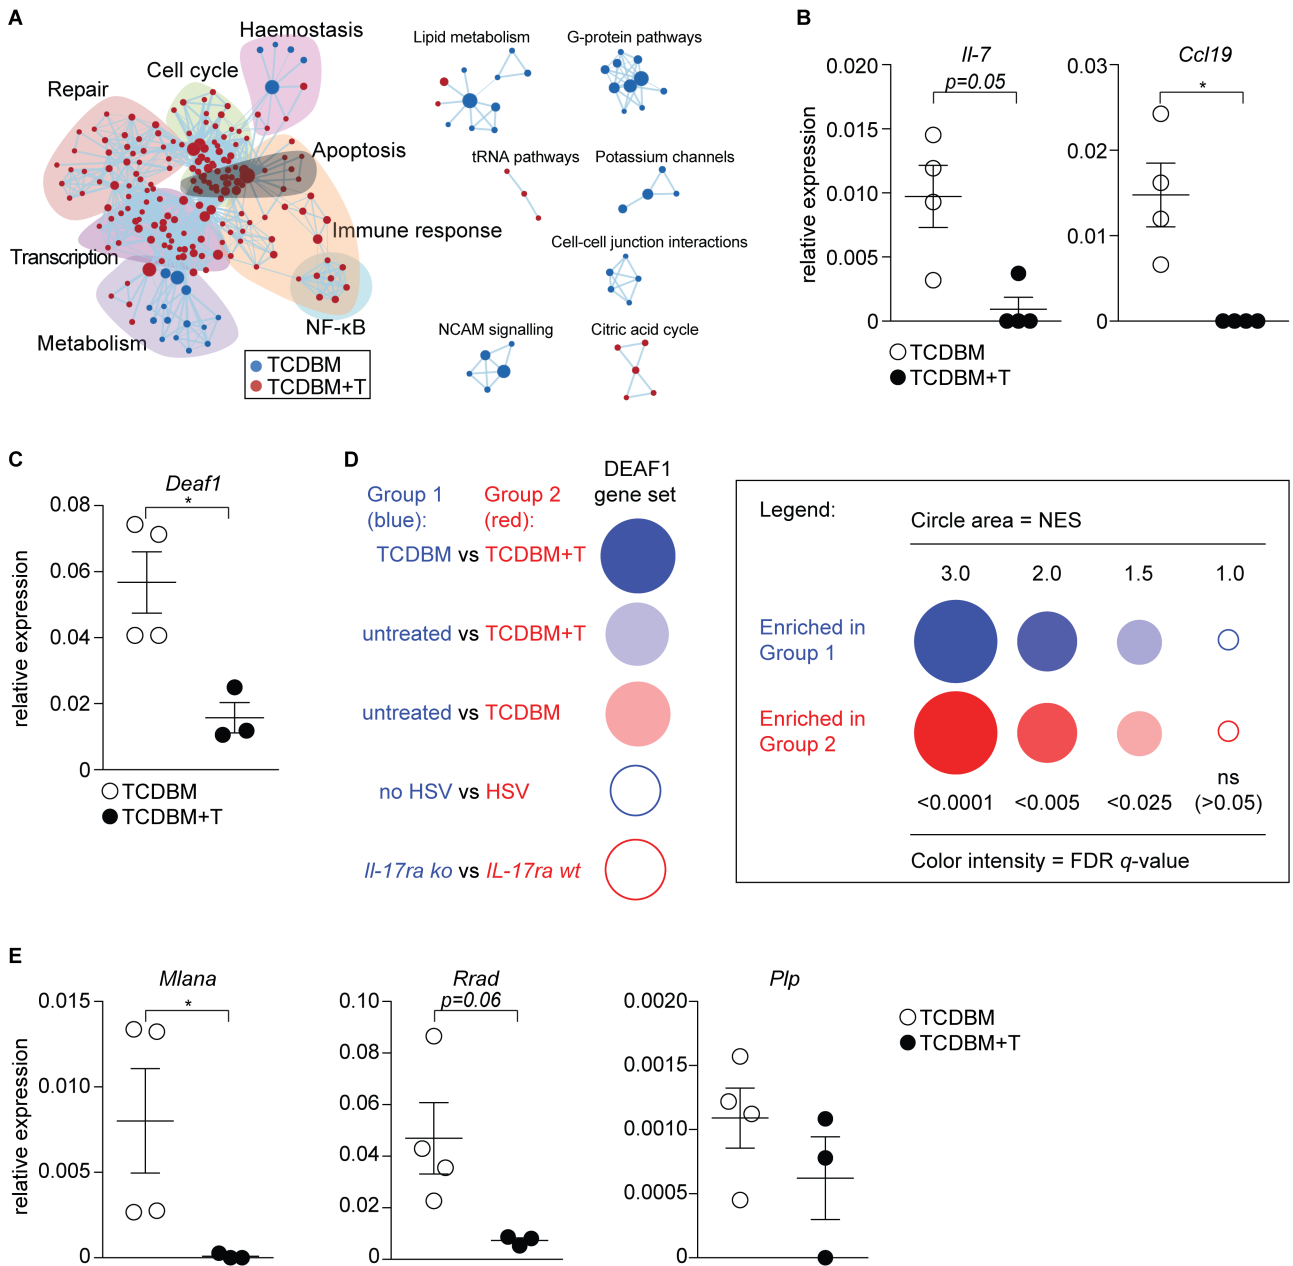 A
Haemostasis
Cell cycle
Repair
Apoptosis
Immune response
Transcription
NF-κB
Metabolism
TCDBM
TCDBM+T
Lipid metabolism
G-protein pathways
tRNA pathways
Potassium channels
Cell-cell junction interactions
NCAM signalling
Citric acid cycle
B
Il-7
p=0.05
0.020
0.015
0.010
0.005
0
relative expression
Ccl19
*
0.03
0.02
0.01
0
TCDBM
TCDBM+T
C
Deaf1
*
0.08
0.06
0.04
0.02
0
relative expression
TCDBM
TCDBM+T
D
DEAF1
gene set
Group 1
(blue):
Group 2
(red):
TCDBM vs TCDBM+T
untreated vs TCDBM+T
untreated vs TCDBM
no HSV vs HSV
Il-17ra ko vs IL-17ra wt
Legend:
Circle area = NES
3.0 2.0 1.5 1.0
Enriched in
Group 1
Enriched in
Group 2
ns
<0.0001 <0.005 <0.025 (>0.05)
Color intensity = FDR q-value
E
Mlana
*
0.015
0.010
0.005
0
relative expression
Rrad
p=0.06
0.10
0.08
0.06
0.04
0.02
0
Plp
0.0020
0.0015
0.0010
0.0005
0
TCDBM
TCDBM+T